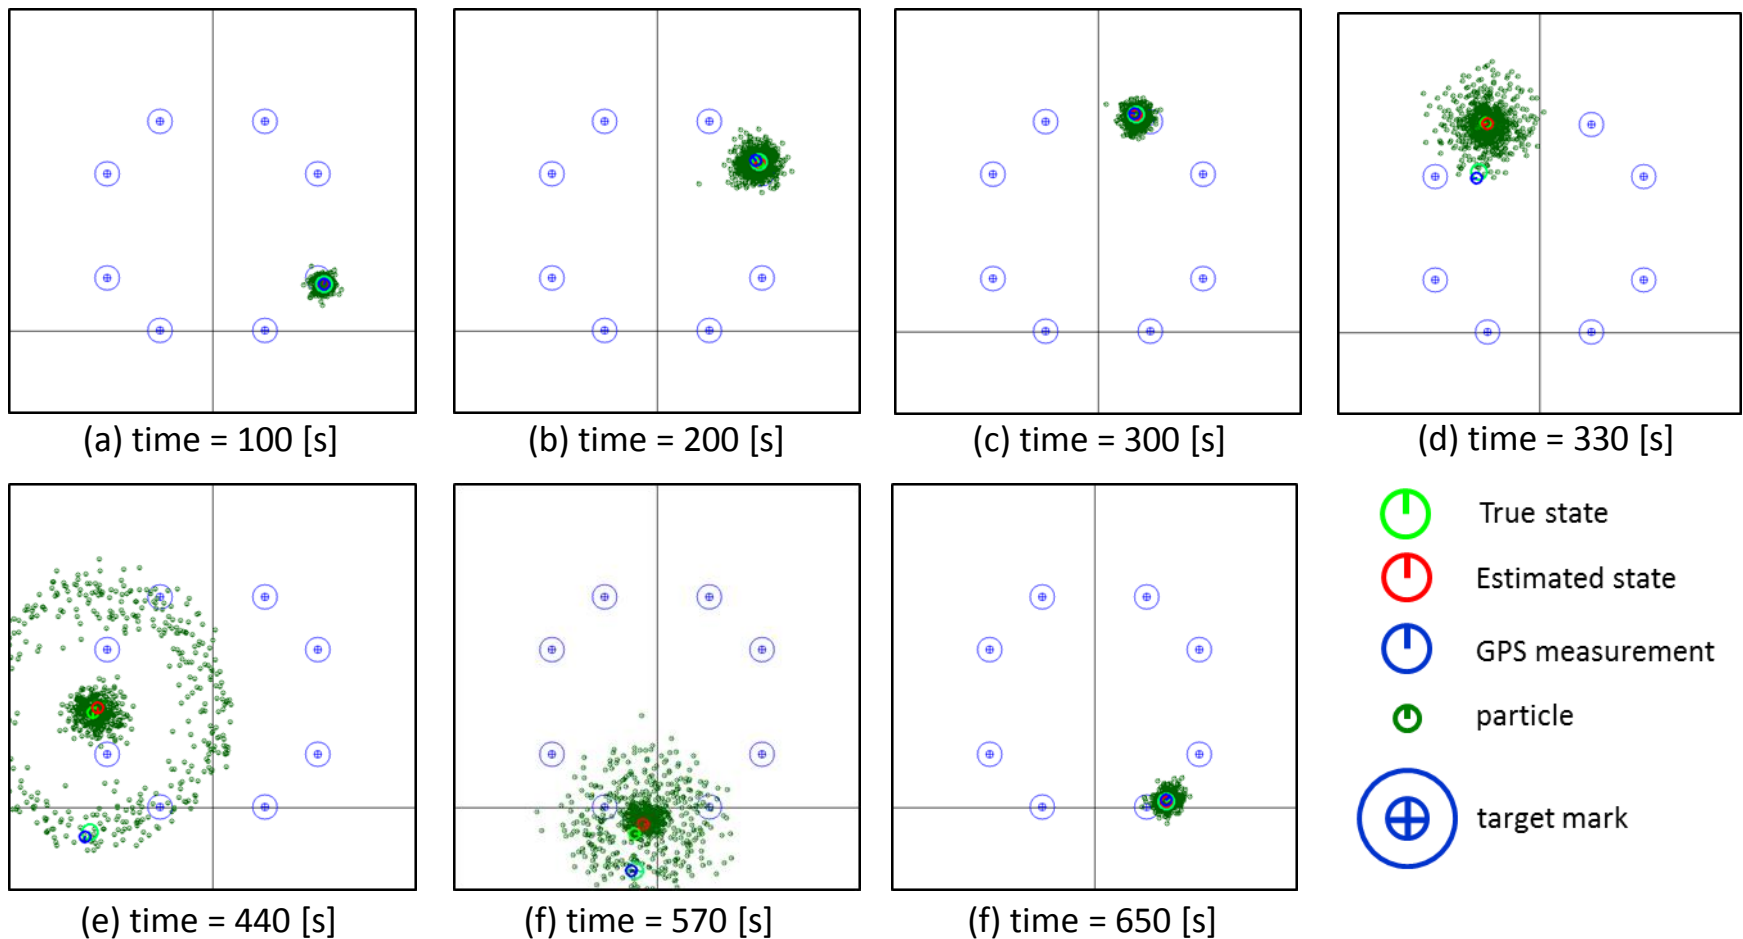 (a) time = 100 [s]
(b) time = 200 [s]
(c) time = 300 [s]
(d) time = 330 [s]
True state
Estimated state
GPS measurement
particle
target mark
(e) time = 440 [s]
(f) time = 570 [s]
(f) time = 650 [s]